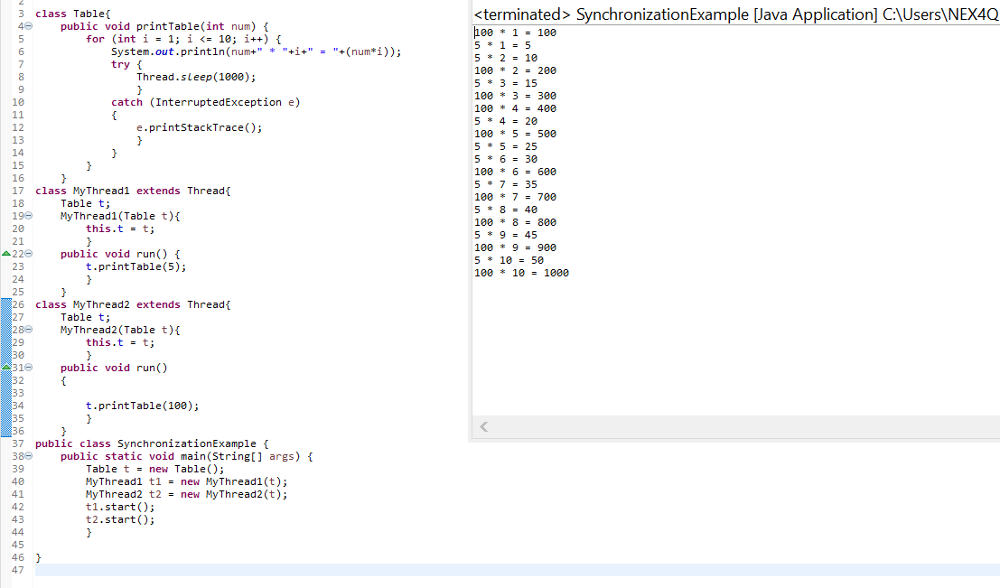 2
3 class Table{
4 public void printTable(int num) {
5 for (int i = 1; i <= 10; i++) {
6 System.out.println(num+" * "+i+" = "+(num*i));
7 try {
8 Thread.sleep(1000);
9 }
10 catch (InterruptedException e)
11 {
12 e.printStackTrace();
13 }
14 }
15 }
16 }
17 class MyThread1 extends Thread{
18 Table t;
19 MyThread1(Table t){
20 this.t = t;
21 }
22 public void run() {
23 t.printTable(5);
24 }
25 }
26 class MyThread2 extends Thread{
27 Table t;
28 MyThread2(Table t){
29 this.t = t;
30 }
31 public void run()
32 {
33
34 t.printTable(100);
35 }
36 }
37 public class SynchronizationExample {
38 public static void main(String[] args) {
39 Table t = new Table();
40 MyThread1 t1 = new MyThread1(t);
41 MyThread2 t2 = new MyThread2(t);
42 t1.start();
43 t2.start();
44 }
45
46 }
47
<terminated> SynchronizationExample [Java Application] C:\Users\NEX4Q
100 * 1 = 100
5 * 1 = 5
5 * 2 = 10
100 * 2 = 200
5 * 3 = 15
100 * 3 = 300
100 * 4 = 400
5 * 4 = 20
100 * 5 = 500
5 * 5 = 25
5 * 6 = 30
100 * 6 = 600
5 * 7 = 35
100 * 7 = 700
5 * 8 = 40
100 * 8 = 800
5 * 9 = 45
100 * 9 = 900
5 * 10 = 50
100 * 10 = 1000